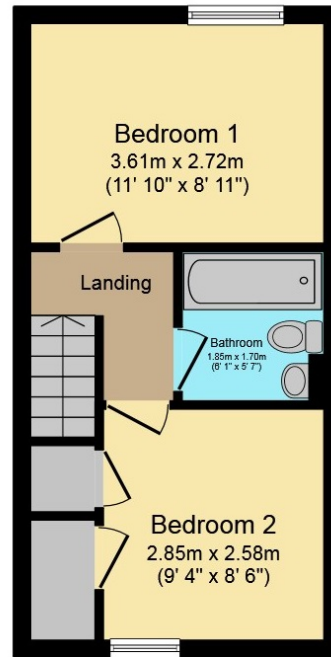 Bedroom 1
3.61m x 2.72m
(11' 10" x 8' 11")
Landing
Bathroom
1.85m x 1.70m
(6' 1" x 5' 7")
Bedroom 2
2.85m x 2.58m
(9' 4" x 8' 6")